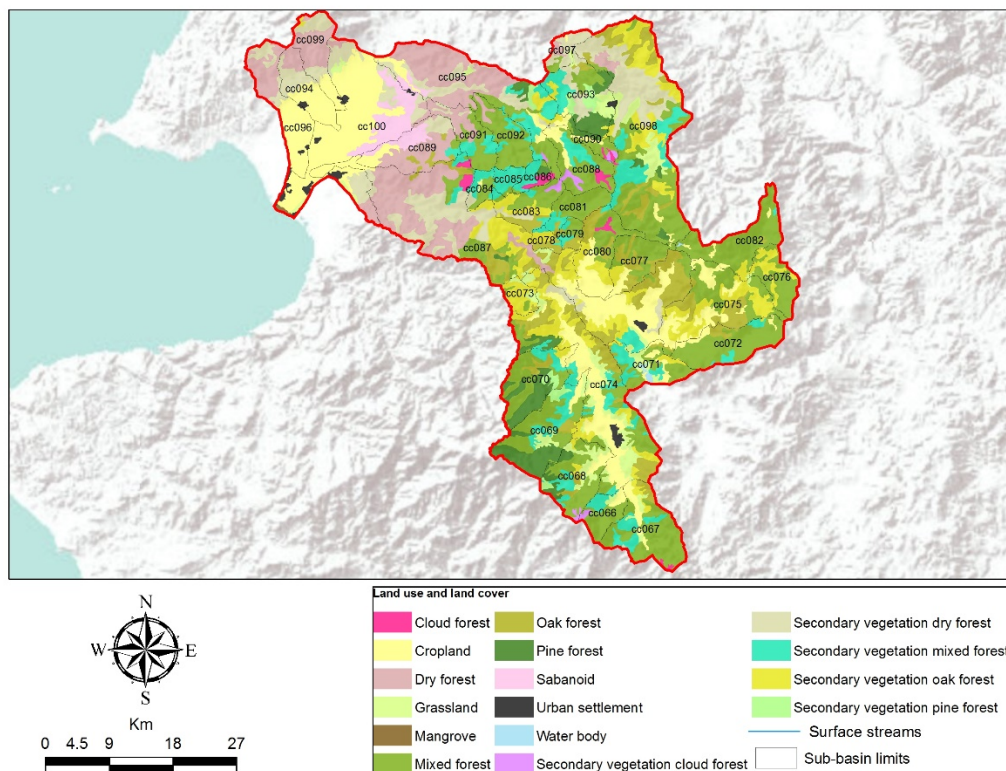 cc099
cc097
cc095
cc094
cc093
cc096
cc100
cc098
cc091
cc092
cc090
cc089
cc088
cc085
cc086
cc084
cc083
cc081
cc078
cc079
cc082
cc087
cc080
cc077
cc076
cc073
cc075
cc072
cc071
cc070
cc074
cc069
cc068
cc066
cc067
N
W
E
S
Km
0 4.5 9 18 27
Land use and land cover
Cloud forest
Cropland
Dry forest
Grassland
Mangrove
Mixed forest
Oak forest
Pine forest
Sabanoid
Urban settlement
Water body
Secondary vegetation cloud forest
Secondary vegetation dry forest
Secondary vegetation mixed forest
Secondary vegetation oak forest
Secondary vegetation pine forest
Surface streams
Sub-basin limits